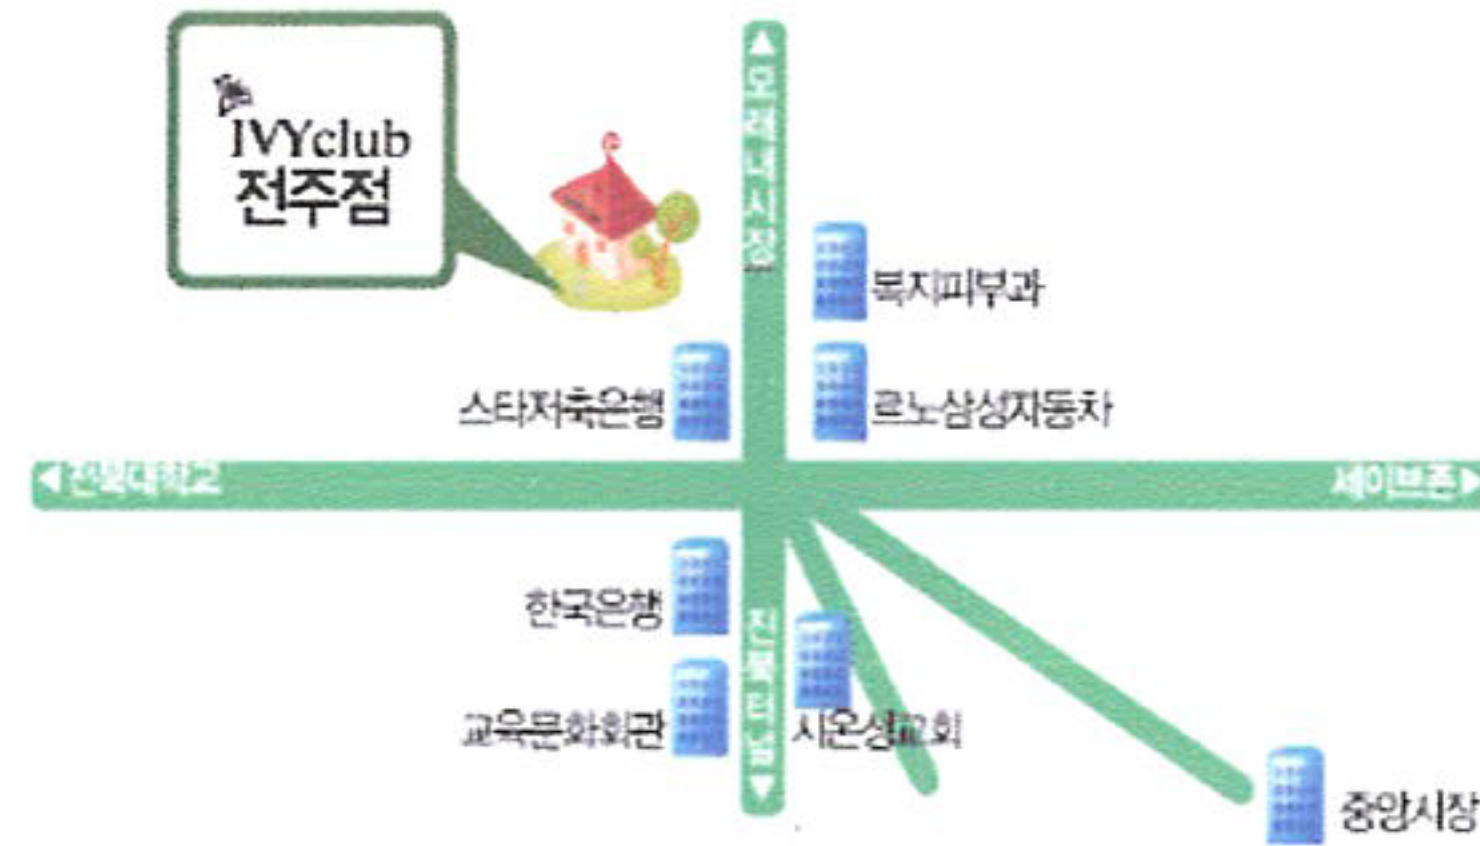 IVYclub
전주점
모래내시장
복지피부과
스타저축은행
르노삼성자동차
전북대학교
세이브존
한국은행
교육문화회관
시온성교회
중앙시장